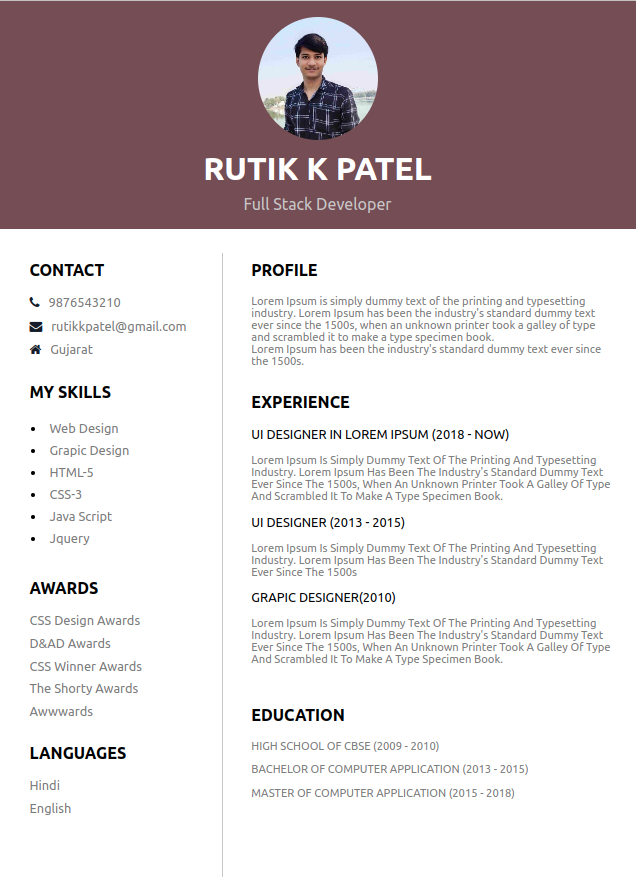 RUTIK K PATEL
Full Stack Developer
CONTACT
9876543210
rutikkpatel@gmail.com
Gujarat
MY SKILLS
Web Design
Grapic Design
HTML-5
CSS-3
Java Script
Jquery
AWARDS
CSS Design Awards
D&AD Awards
CSS Winner Awards
The Shorty Awards
Awwwards
LANGUAGES
Hindi
English
PROFILE
Lorem Ipsum is simply dummy text of the printing and typesetting
industry. Lorem Ipsum has been the industry's standard dummy text
ever since the 1500s, when an unknown printer took a galley of type
and scrambled it to make a type specimen book.
Lorem Ipsum has been the industry's standard dummy text ever since
the 1500s.
EXPERIENCE
UI DESIGNER IN LOREM IPSUM (2018 - NOW)
Lorem Ipsum Is Simply Dummy Text Of The Printing And Typesetting
Industry. Lorem Ipsum Has Been The Industry's Standard Dummy Text
Ever Since The 1500s, When An Unknown Printer Took A Galley Of Type
And Scrambled It To Make A Type Specimen Book.
UI DESIGNER (2013 - 2015)
Lorem Ipsum Is Simply Dummy Text Of The Printing And Typesetting
Industry. Lorem Ipsum Has Been The Industry's Standard Dummy Text
Ever Since The 1500s
GRAPIC DESIGNER(2010)
Lorem Ipsum Is Simply Dummy Text Of The Printing And Typesetting
Industry. Lorem Ipsum Has Been The Industry's Standard Dummy Text
Ever Since The 1500s, When An Unknown Printer Took A Galley Of Type
And Scrambled It To Make A Type Specimen Book.
EDUCATION
HIGH SCHOOL OF CBSE (2009 - 2010)
BACHELOR OF COMPUTER APPLICATION (2013 - 2015)
MASTER OF COMPUTER APPLICATION (2015 - 2018)